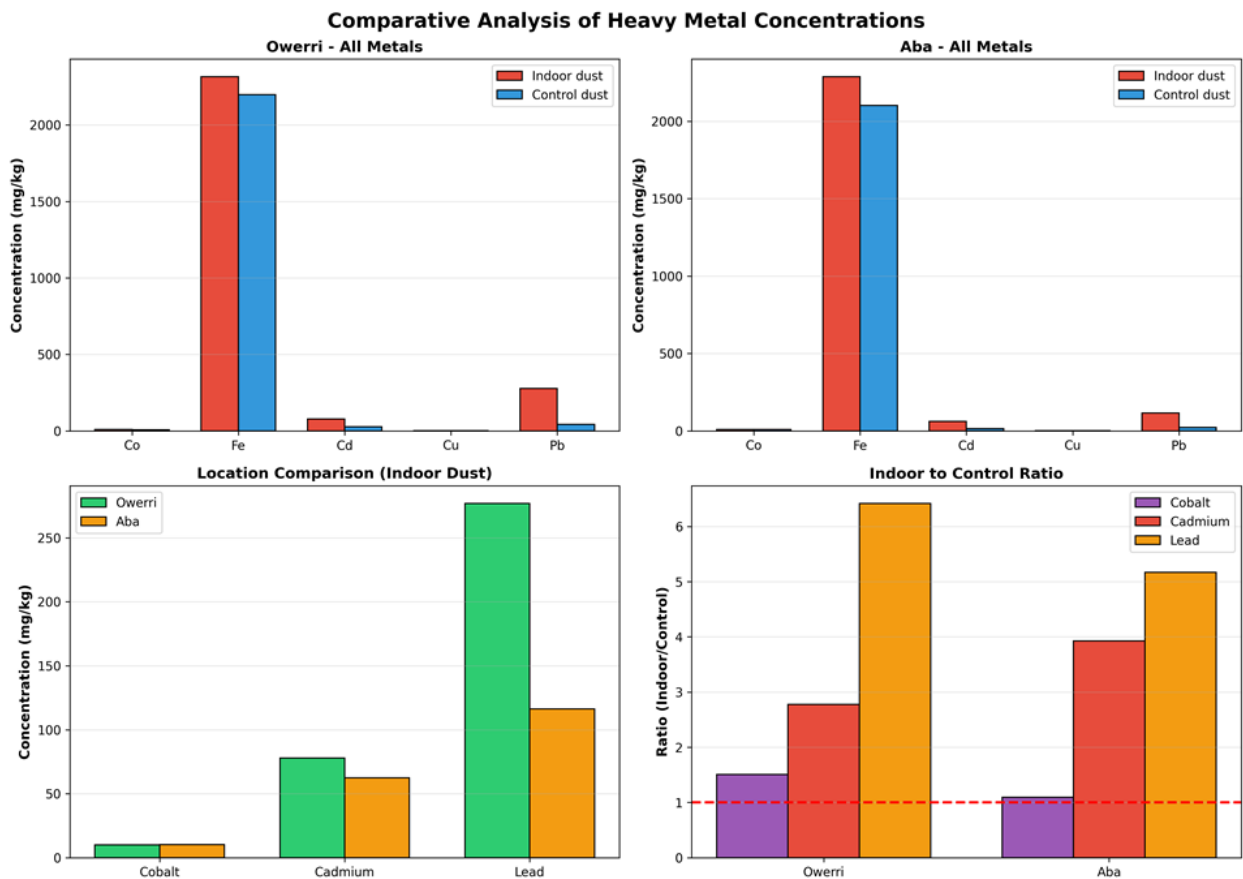 Comparative Analysis of Heavy Metal Concentrations
Owerri - All Metals
Concentration (mg/kg)
2000
1500
1000
500
0
Indoor dust
Control dust
Co Fe Cd Cu Pb
Aba - All Metals
Concentration (mg/kg)
2000
1500
1000
500
0
Indoor dust
Control dust
Co Fe Cd Cu Pb
Location Comparison (Indoor Dust)
Concentration (mg/kg)
250
200
150
100
50
0
Owerri
Aba
Cobalt Cadmium Lead
Indoor to Control Ratio
Ratio (Indoor/Control)
6
5
4
3
2
1
0
Cobalt
Cadmium
Lead
Owerri Aba